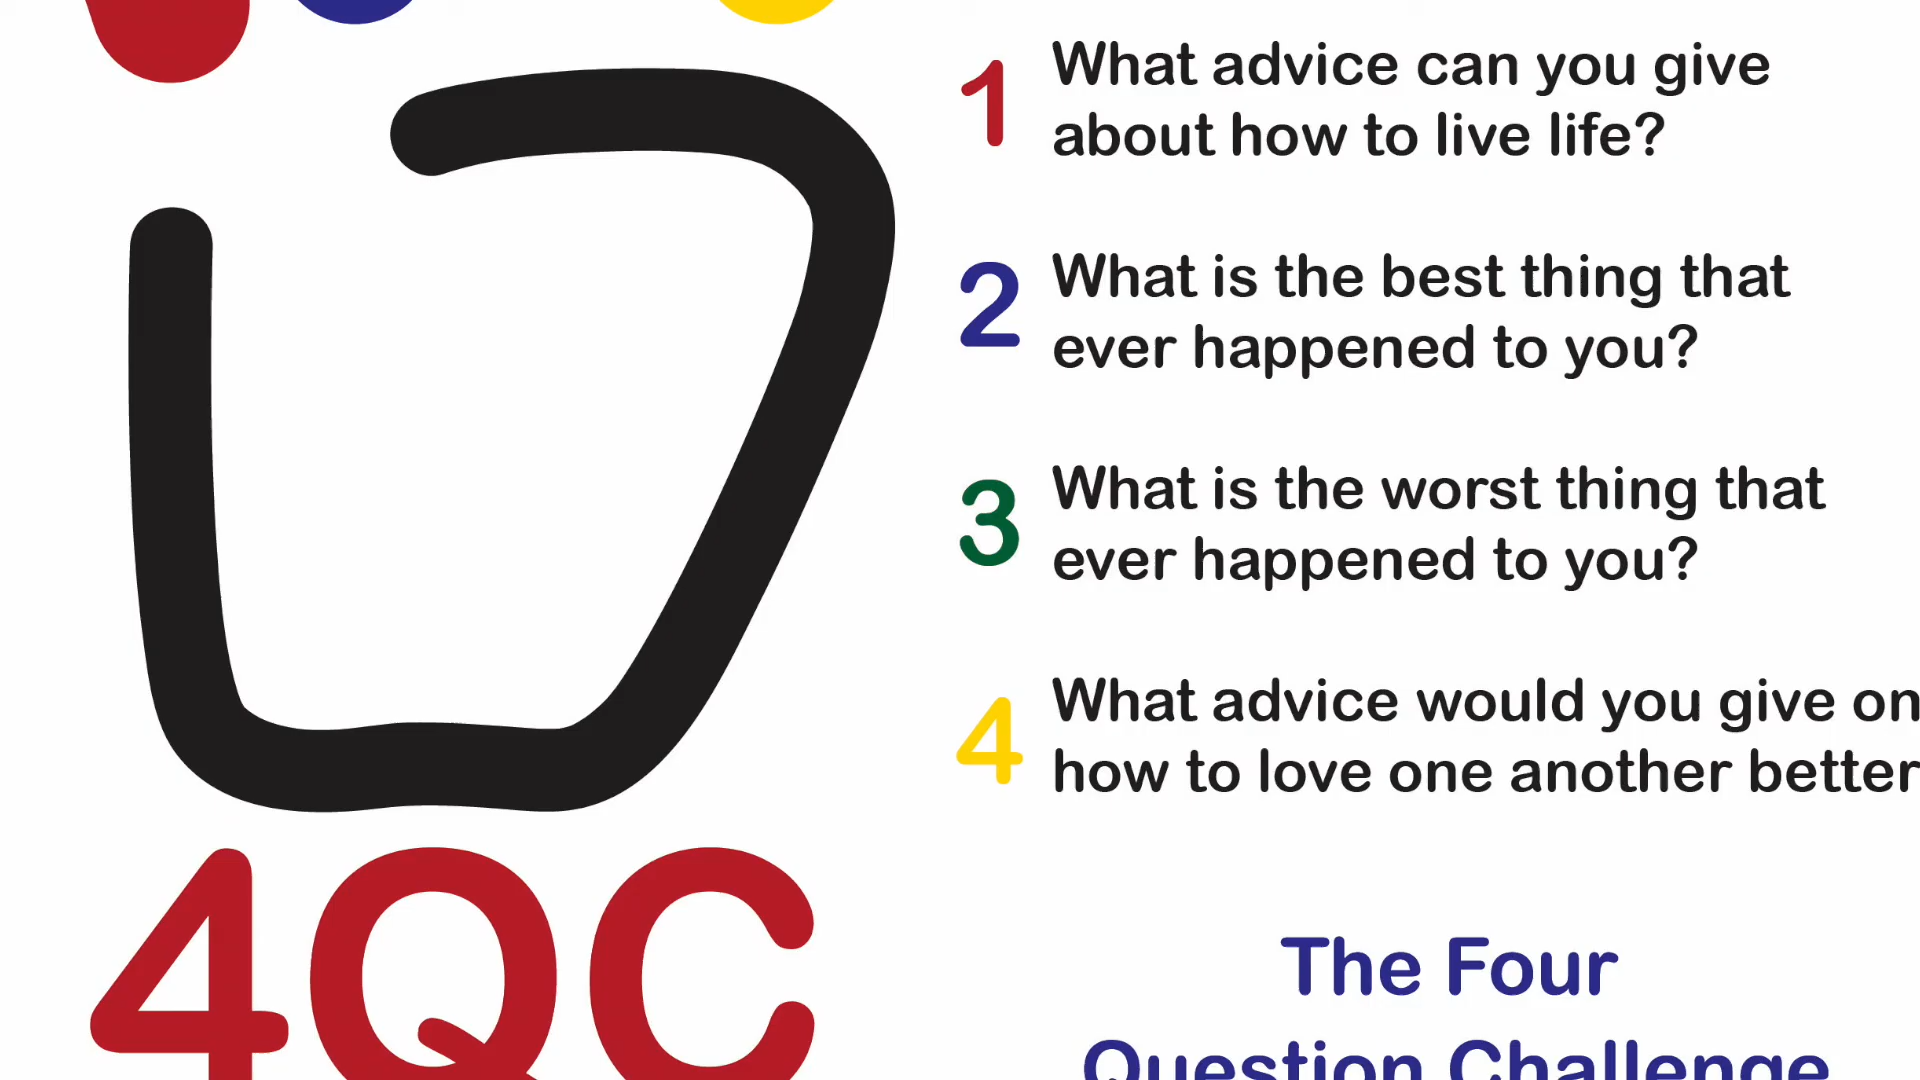 1 What advice can you give
about how to live life?
2 What is the best thing that
ever happened to you?
3 What is the worst thing that
ever happened to you?
4 What advice would you give on
how to love one another better
4QC
The Four
Question Challenge